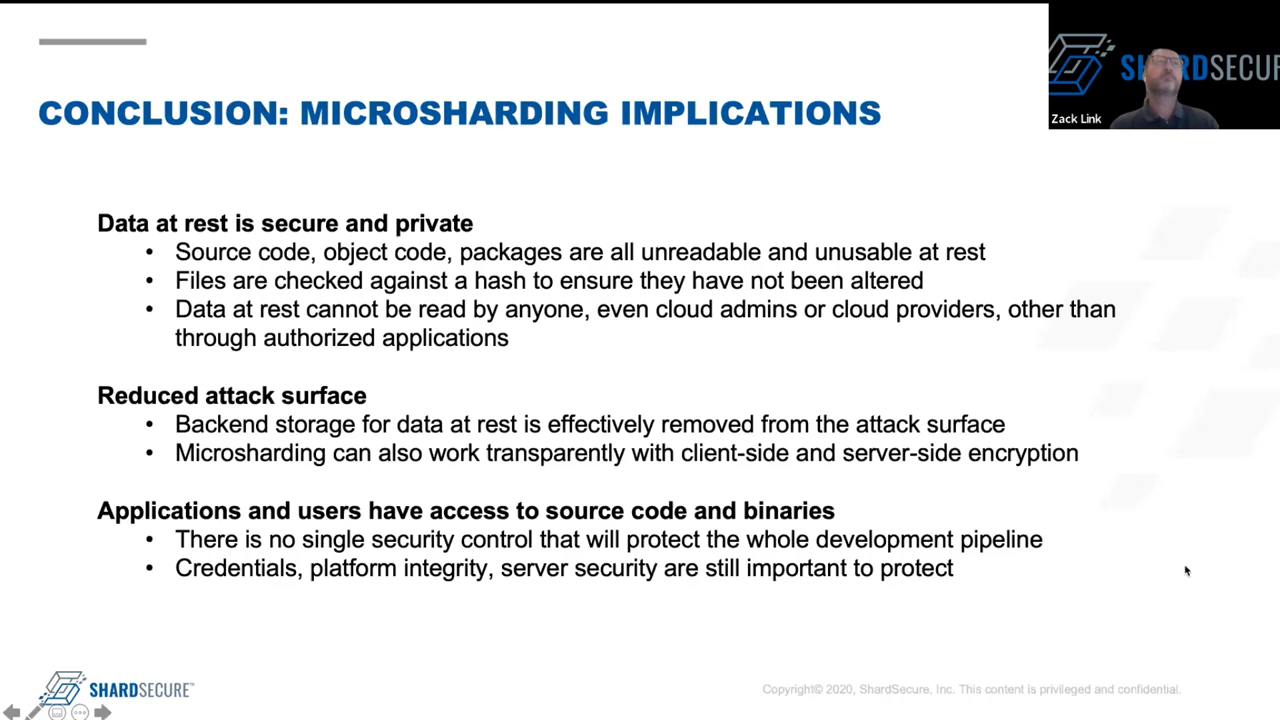 SHARDSECUR
Zack Link
CONCLUSION: MICROSHARDING IMPLICATIONS
Data at rest is secure and private
• Source code, object code, packages are all unreadable and unusable at rest
• Files are checked against a hash to ensure they have not been altered
• Data at rest cannot be read by anyone, even cloud admins or cloud providers, other than
through authorized applications
Reduced attack surface
• Backend storage for data at rest is effectively removed from the attack surface
• Microsharding can also work transparently with client-side and server-side encryption
Applications and users have access to source code and binaries
• There is no single security control that will protect the whole development pipeline
• Credentials, platform integrity, server security are still important to protect
SHARDSECURE™
Copyright© 2020, ShardSecure, Inc. This content is privileged and confidential.